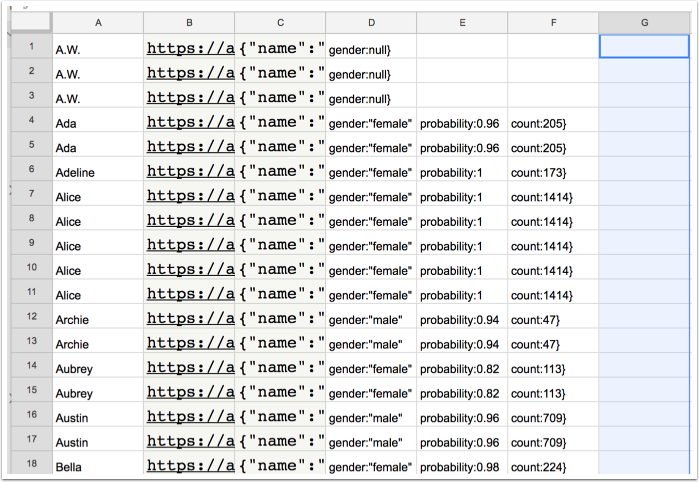 A B C D E F G
1 A.W. https://a {"name":" gender:null}
2 A.W. https://a {"name":" gender:null}
3 A.W. https://a {"name":" gender:null}
4 Ada https://a {"name":" gender:"female" probability:0.96 count:205}
5 Ada https://a {"name":" gender:"female" probability:0.96 count:205}
6 Adeline https://a {"name":" gender:"female" probability:1 count:173}
7 Alice https://a {"name":" gender:"female" probability:1 count:1414}
8 Alice https://a {"name":" gender:"female" probability:1 count:1414}
9 Alice https://a {"name":" gender:"female" probability:1 count:1414}
10 Alice https://a {"name":" gender:"female" probability:1 count:1414}
11 Alice https://a {"name":" gender:"female" probability:1 count:1414}
12 Archie https://a {"name":" gender:"male" probability:0.94 count:47}
13 Archie https://a {"name":" gender:"male" probability:0.94 count:47}
14 Aubrey https://a {"name":" gender:"female" probability:0.82 count:113}
15 Aubrey https://a {"name":" gender:"female" probability:0.82 count:113}
16 Austin https://a {"name":" gender:"male" probability:0.96 count:709}
17 Austin https://a {"name":" gender:"male" probability:0.96 count:709}
18 Bella https://a {"name":" gender:"female" probability:0.98 count:224}